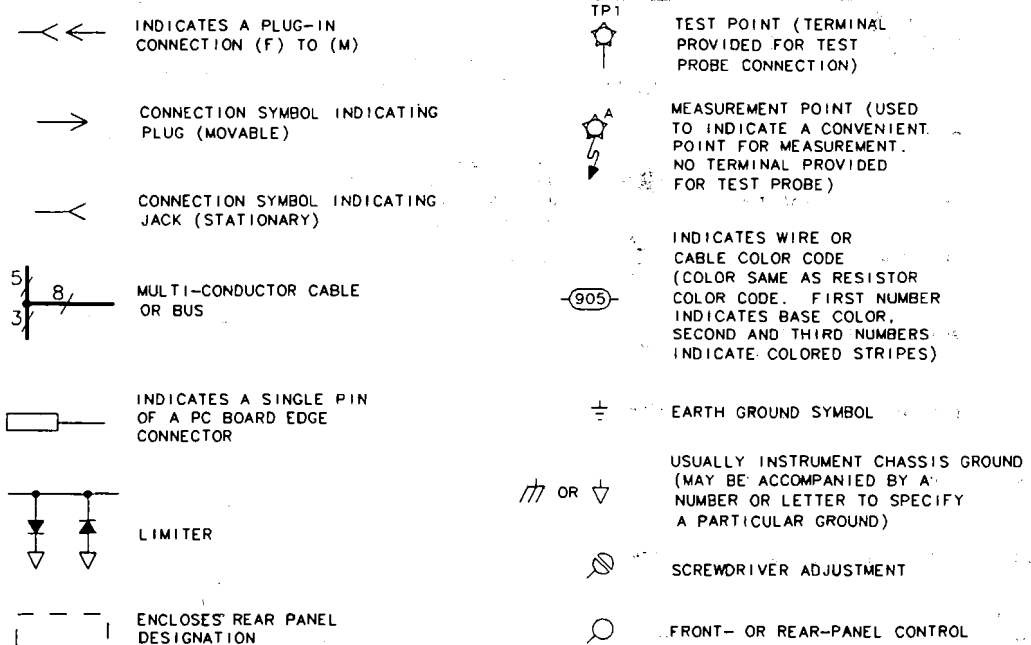 INDICATES A PLUG-IN
CONNECTION (F) TO (M)
CONNECTION SYMBOL INDICATING
PLUG (MOVABLE)
CONNECTION SYMBOL INDICATING
JACK (STATIONARY)
5
8
3
MULTI-CONDUCTOR CABLE
OR BUS
INDICATES A SINGLE PIN
OF A PC BOARD EDGE
CONNECTOR
LIMITER
ENCLOSES REAR PANEL
DESIGNATION
TP1
TEST POINT (TERMINAL
PROVIDED FOR TEST
PROBE CONNECTION)
A
MEASUREMENT POINT (USED
TO INDICATE A CONVENIENT
POINT FOR MEASUREMENT.
NO TERMINAL PROVIDED
FOR TEST PROBE)
905
INDICATES WIRE OR
CABLE COLOR CODE
(COLOR SAME AS RESISTOR
COLOR CODE. FIRST NUMBER
INDICATES BASE COLOR,
SECOND AND THIRD NUMBERS
INDICATE COLORED STRIPES)
EARTH GROUND SYMBOL
OR
USUALLY INSTRUMENT CHASSIS GROUND
(MAY BE ACCOMPANIED BY A
NUMBER OR LETTER TO SPECIFY
A PARTICULAR GROUND)
SCREWDRIVER ADJUSTMENT
FRONT- OR REAR-PANEL CONTROL